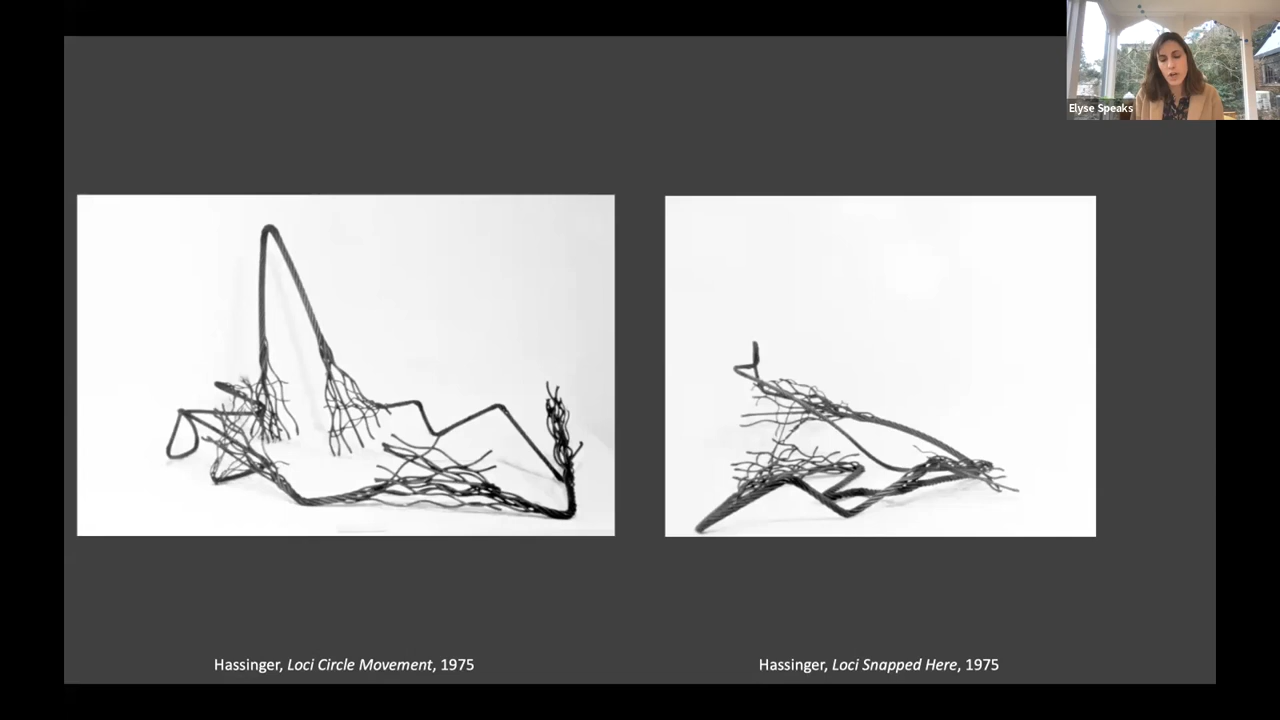 Elyse Speaks
Hassinger, Loci Circle Movement, 1975
Hassinger, Loci Snapped Here, 1975